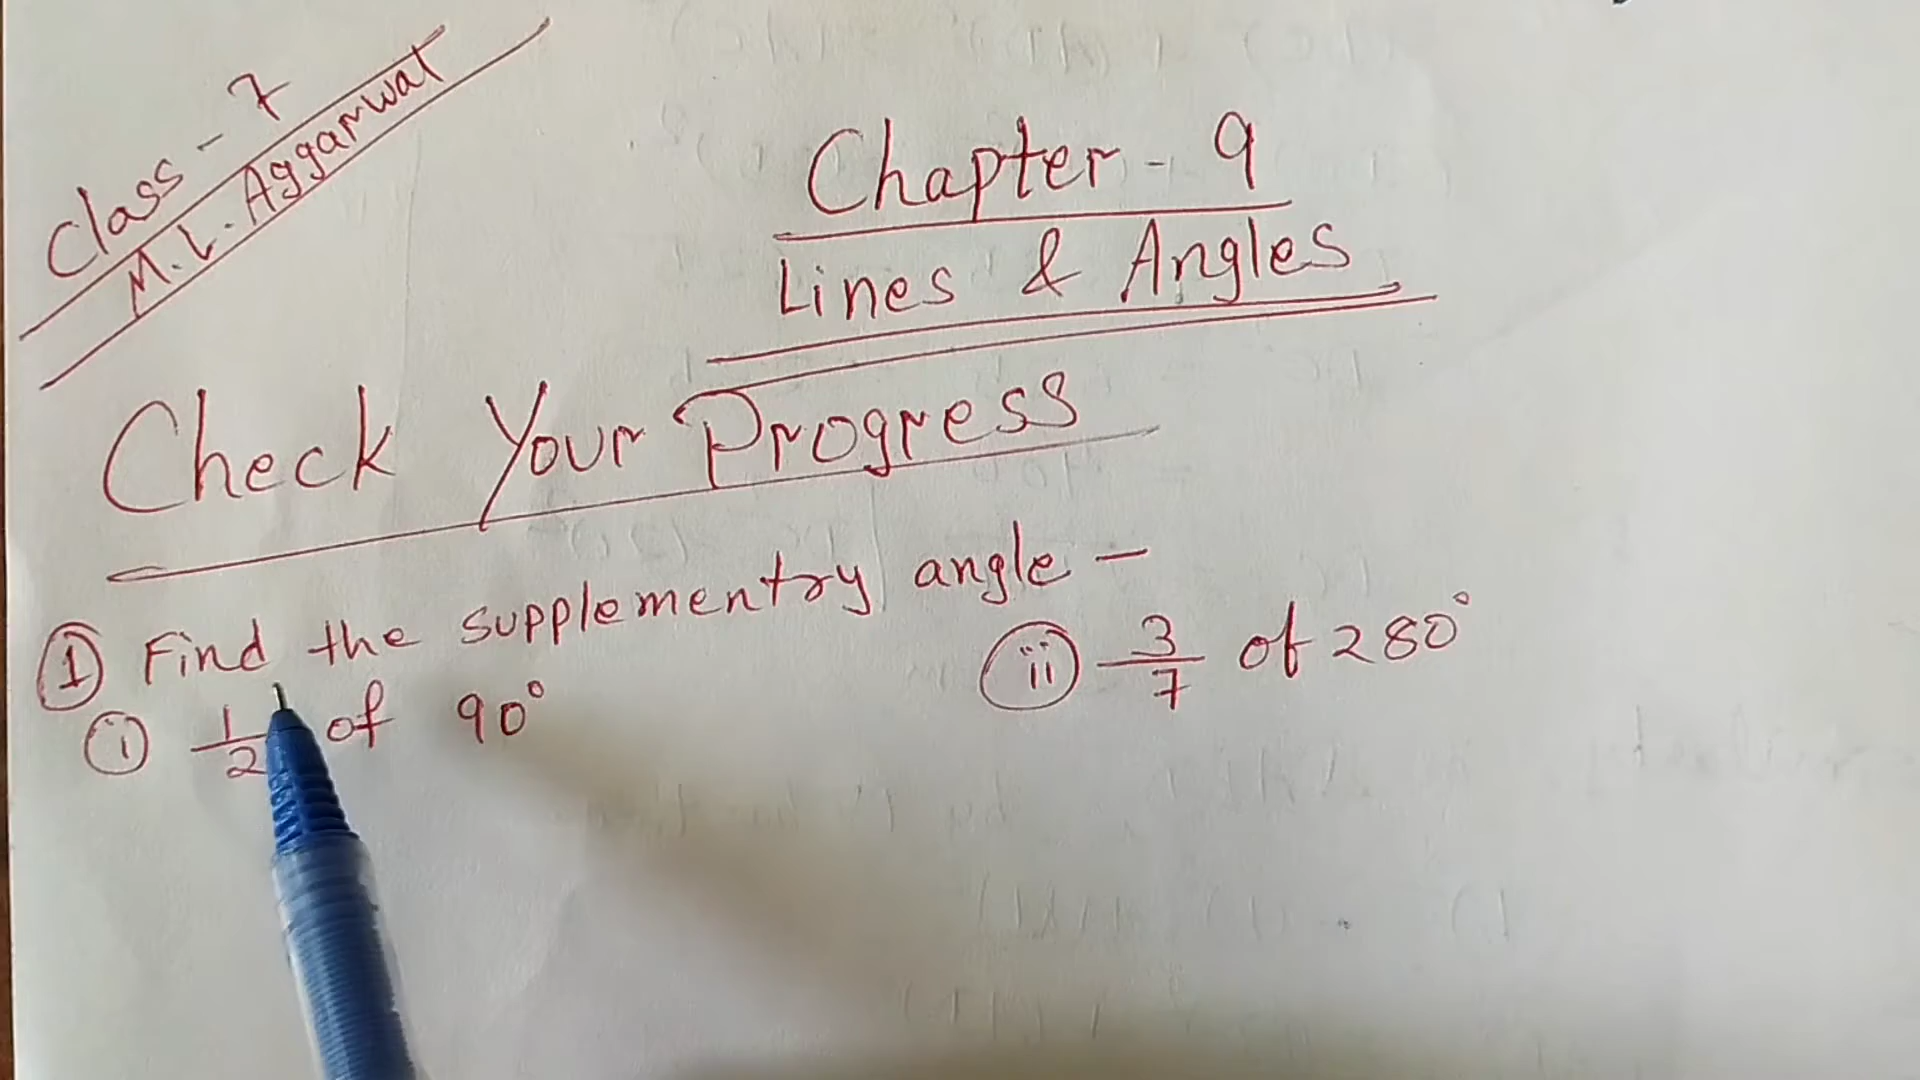 Class - 7
M.L. Aggarwal
Chapter - 9
Lines & Angles
Check Your Progress
① Find the supplementry angle —
ⓘ 1/2 of 90°
ⓘⓘ 3/7 of 280°